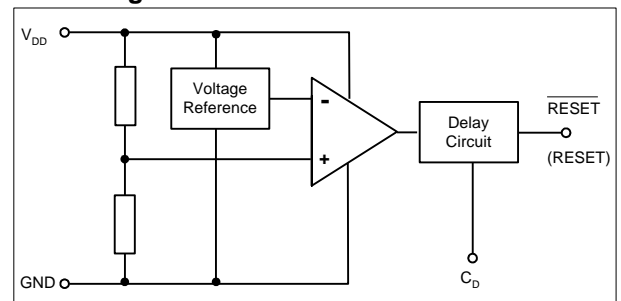 V_DD
Voltage
Reference
-
+
Delay
Circuit
RESET
(RESET)
GND
C_D